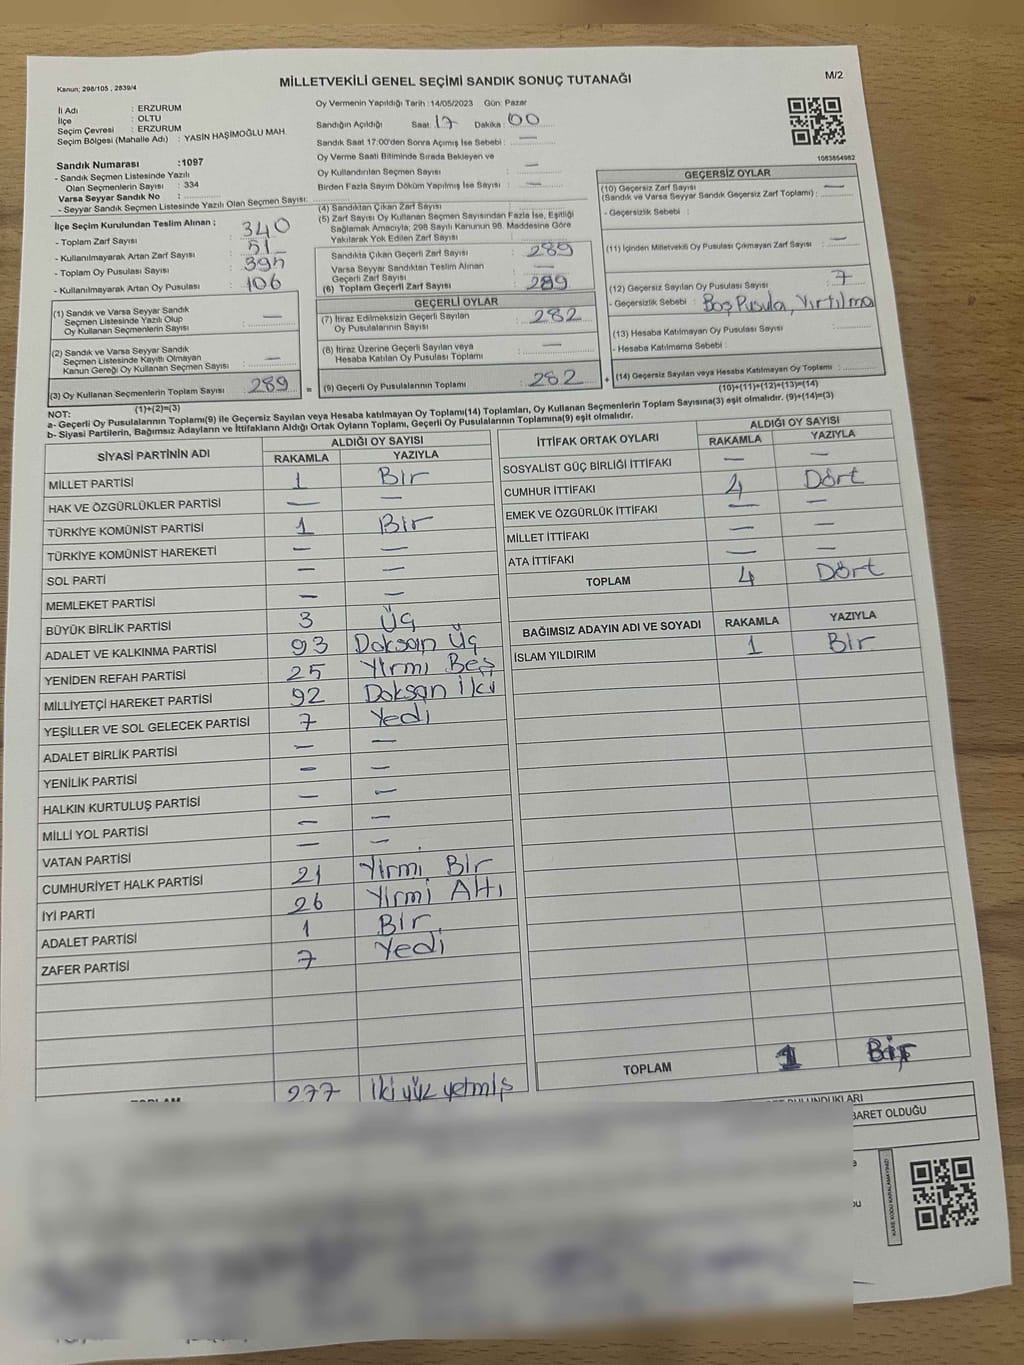 Kanun; 298/105 , 2839/4
MİLLETVEKİLİ GENEL SEÇİMİ SANDIK SONUÇ TUTANAĞI
M/2
İli Adı : ERZURUM
İlçe : OLTU
Seçim Çevresi : ERZURUM
Seçim Bölgesi (Mahalle Adı) : YASİN HAŞİMOĞLU MAH.
Sandık Numarası :1097
- Sandık Seçmen Listesinde Yazılı
Olan Seçmenlerin Sayısı : 334
Varsa Seyyar Sandık No :
- Seyyar Sandık Seçmen Listesinde Yazılı Olan Seçmen Sayısı:
Oy Vermenin Yapıldığı Tarih :14/05/2023 Gün: Pazar
Sandığın Açıldığı Saat: 17 Dakika: 00
Sandık Saat 17:00'den Sonra Açımış İse Sebebi : —
Oy Verme Saati Bitiminde Sırada Bekleyen ve
Oy Kullandırılan Seçmen Sayısı : —
Birden Fazla Sayım Döküm Yapılmış İse Sayısı : —
1083854982
İlçe Seçim Kurulundan Teslim Alınan ;
- Toplam Zarf Sayısı : 340
- Kullanılmayarak Artan Zarf Sayısı : 51
- Toplam Oy Pusulası Sayısı : 395
- Kullanılmayarak Artan Oy Pusulası : 106
(1) Sandık ve Varsa Seyyar Sandık
Seçmen Listesinde Yazılı Olup
Oy Kullanan Seçmenlerin Sayısı : —
(2) Sandık ve Varsa Seyyar Sandık
Seçmen Listesinde Kayıtlı Olmayan
Kanun Gereği Oy Kullanan Seçmen Sayısı : —
(3) Oy Kullanan Seçmenlerin Toplam Sayısı : 289 =
(1)+(2)=(3)
(4) Sandıktan Çıkan Zarf Sayısı :
(5) Zarf Sayısı Oy Kullanan Seçmen Sayısından Fazla İse, Eşitliği
Sağlamak Amacıyla; 298 Sayılı Kanunun 98. Maddesine Göre
Yakılarak Yok Edilen Zarf Sayısı :
Sandıkta Çıkan Geçerli Zarf Sayısı : 289
Varsa Seyyar Sandıktan Teslim Alınan
Geçerli Zarf Sayısı : —
(6) Toplam Geçerli Zarf Sayısı : 289
GEÇERLİ OYLAR
(7) İtiraz Edilmeksizin Geçerli Sayılan
Oy Pusulalarının Sayısı : 282
(8) İtiraz Üzerine Geçerli Sayılan veya
Hesaba Katılan Oy Pusulası Toplamı : —
(9) Geçerli Oy Pusulalarının Toplamı : 282 +
GEÇERSİZ OYLAR
(10) Geçersiz Zarf Sayısı
(Sandık ve Varsa Seyyar Sandık Geçersiz Zarf Toplamı) : —
- Geçersizlik Sebebi :
(11) İçinden Milletvekili Oy Pusulası Çıkmayan Zarf Sayısı : —
(12) Geçersiz Sayılan Oy Pusulası Sayısı : 7
- Geçersizlik Sebebi : Boş Pusula, Yırtılma
(13) Hesaba Katılmayan Oy Pusulası Sayısı :
- Hesaba Katılmama Sebebi :
(14) Geçersiz Sayılan veya Hesaba Katılmayan Oy Toplamı :
(10)+(11)+(12)+(13)=(14)
NOT:
a- Geçerli Oy Pusulalarının Toplamı(9) ile Geçersiz Sayılan veya Hesaba katılmayan Oy Toplamı(14) Toplamları, Oy Kullanan Seçmenlerin Toplam Sayısına(3) eşit olmalıdır. (9)+(14)=(3)
b- Siyasi Partilerin, Bağımsız Adayların ve İttifakların Aldığı Ortak Oyların Toplamı, Geçerli Oy Pusulalarının Toplamına(9) eşit olmalıdır.
SİYASİ PARTİNİN ADI ALDIĞI OY SAYISI
RAKAMLA YAZIYLA
MİLLET PARTİSİ 1 Bir
HAK VE ÖZGÜRLÜKLER PARTİSİ — —
TÜRKİYE KOMÜNİST PARTİSİ 1 Bir
TÜRKİYE KOMÜNİST HAREKETİ — —
SOL PARTİ — —
MEMLEKET PARTİSİ — —
BÜYÜK BİRLİK PARTİSİ 3 Üç
ADALET VE KALKINMA PARTİSİ 93 Doksan Üç
YENİDEN REFAH PARTİSİ 25 Yirmi Beş
MİLLİYETÇİ HAREKET PARTİSİ 92 Doksan İki
YEŞİLLER VE SOL GELECEK PARTİSİ 7 Yedi
ADALET BİRLİK PARTİSİ — —
YENİLİK PARTİSİ — —
HALKIN KURTULUŞ PARTİSİ — —
MİLLİ YOL PARTİSİ — —
VATAN PARTİSİ — —
CUMHURİYET HALK PARTİSİ 21 Yirmi Bir
İYİ PARTİ 26 Yirmi Altı
ADALET PARTİSİ 1 Bir
ZAFER PARTİSİ 7 Yedi
TOPLAM 277 iki yüz yetmiş
İTTİFAK ORTAK OYLARI ALDIĞI OY SAYISI
RAKAMLA YAZIYLA
SOSYALİST GÜÇ BİRLİĞİ İTTİFAKI — —
CUMHUR İTTİFAKI 4 Dört
EMEK VE ÖZGÜRLÜK İTTİFAKI — —
MİLLET İTTİFAKI — —
ATA İTTİFAKI — —
TOPLAM 4 Dört
BAĞIMSIZ ADAYIN ADI VE SOYADI RAKAMLA YAZIYLA
İSLAM YILDIRIM 1 Bir
TOPLAM 1 Bir
BULUNDUKLARI
BARET OLDUĞU